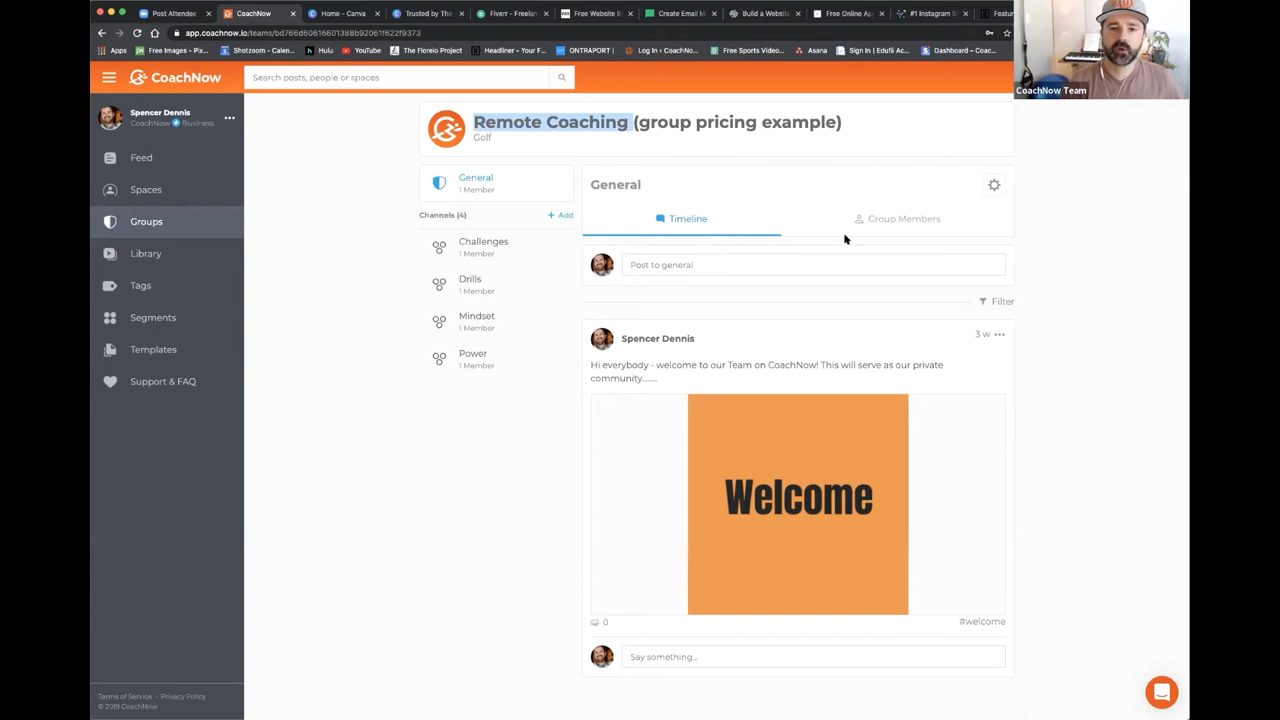 Post Attendee
CoachNow
Home - Canva
Trusted by The
Fiverr - Freelan
Free Website B
Create Email M
Build a Website
Free Online App
#1 Instagram S
Featur
app.coachnow.io/teams/bd766d6061601388b92061f622f19373
Apps
Free Images - Pix...
Shotzoom - Calen...
Hulu
YouTube
The Floreio Project
Headliner - Your F...
ONTRAPORT
Log In ‹ CoachNo...
Free Sports Video...
Asana
Sign In | Edufii Ac...
Dashboard – Coac...
CoachNow Team
CoachNow
Search posts, people or spaces
Spencer Dennis
CoachNow Business
Feed
Spaces
Groups
Library
Tags
Segments
Templates
Support & FAQ
Terms of Service - Privacy Policy
© 2019 CoachNow
Remote Coaching (group pricing example)
Golf
General
1 Member
Channels (4)
+ Add
Challenges
1 Member
Drills
1 Member
Mindset
1 Member
Power
1 Member
General
Timeline
Group Members
Post to general
Filter
Spencer Dennis
3 w
Hi everybody - welcome to our Team on CoachNow! This will serve as our private
community.......
Welcome
0
#welcome
Say something...